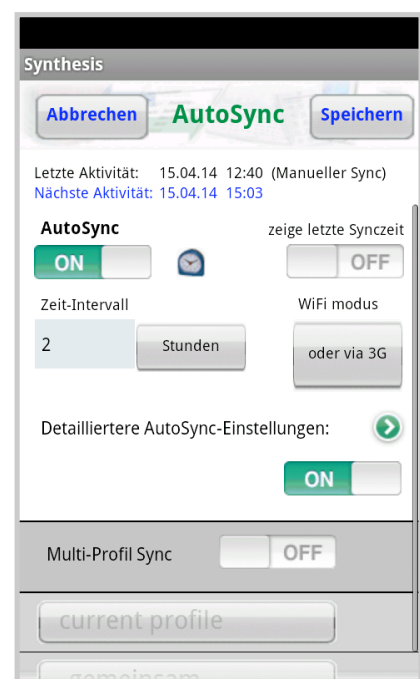 Synthesis
Abbrechen AutoSync Speichern
Letzte Aktivität: 15.04.14 12:40 (Manueller Sync)
Nächste Aktivität: 15.04.14 15:03
AutoSync zeige letzte Synczeit
ON OFF
Zeit-Intervall WiFi modus
2 Stunden oder via 3G
Detailliertere AutoSync-Einstellungen:
ON
Multi-Profil Sync OFF
current profile
gemeinsam